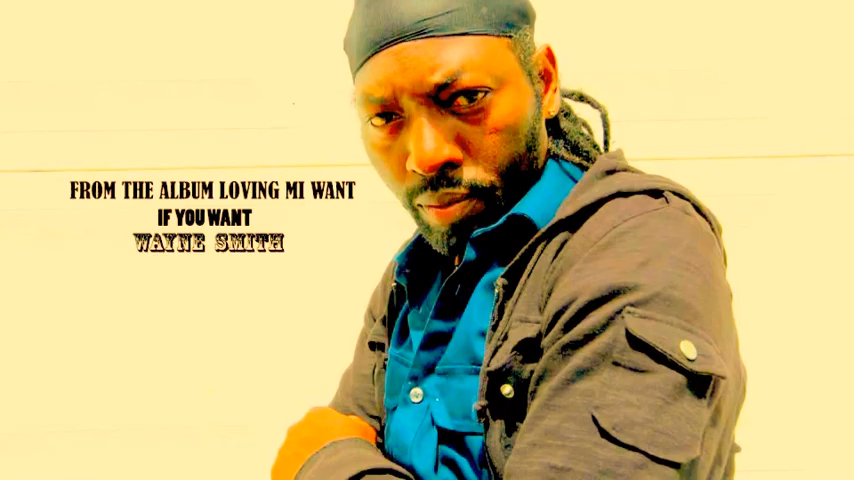 FROM THE ALBUM LOVING MI WANT
IF YOU WANT
WAYNE SMITH